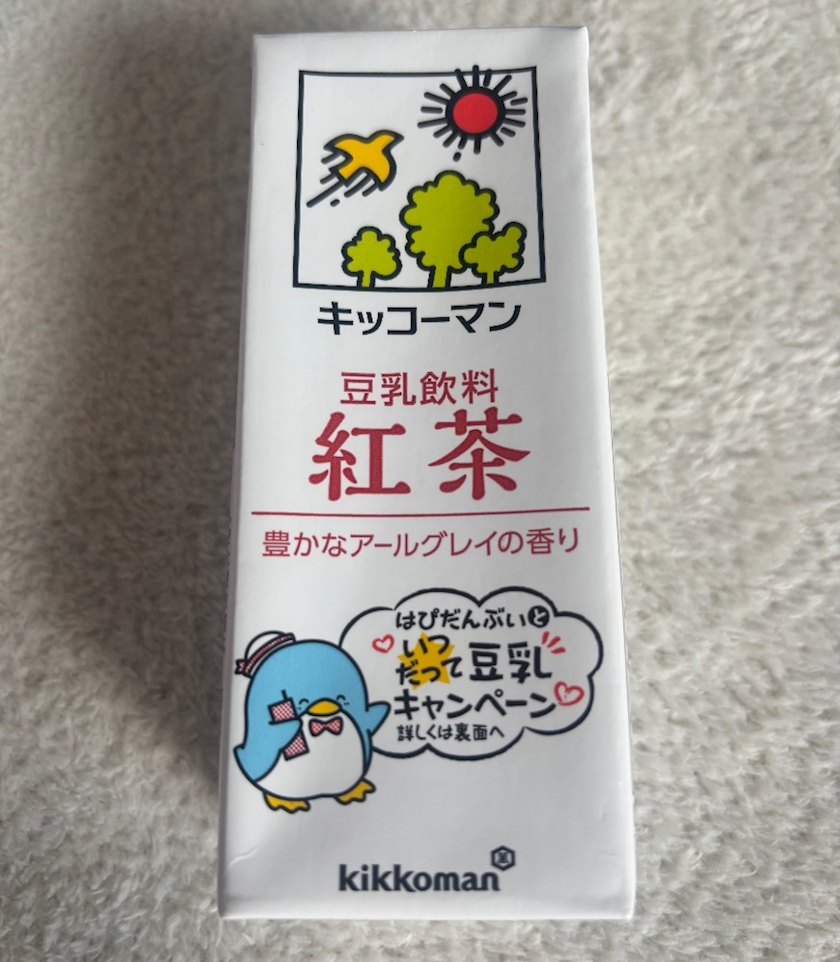 キッコーマン
豆乳飲料
紅茶
豊かなアールグレイの香り
はぴだんぶいと
いつ
だって豆乳
キャンペーン
詳しくは裏面へ
kikkoman